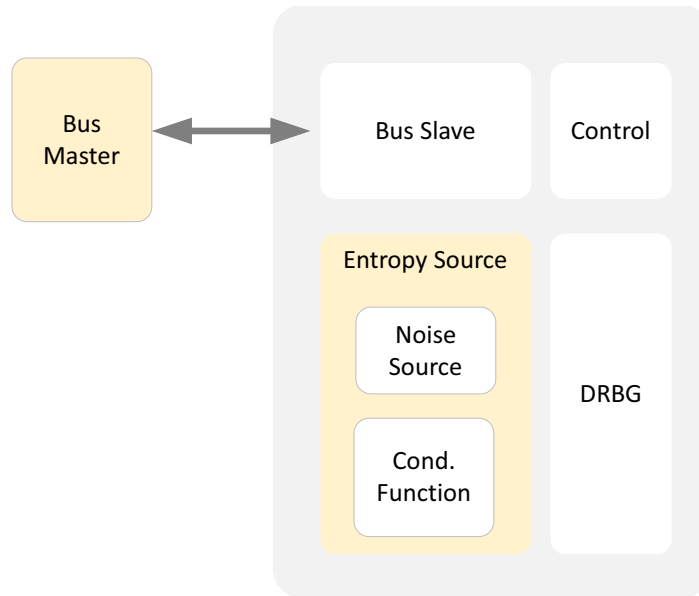 Bus
Master
Bus Slave
Control
Entropy Source
Noise
Source
Cond.
Function
DRBG